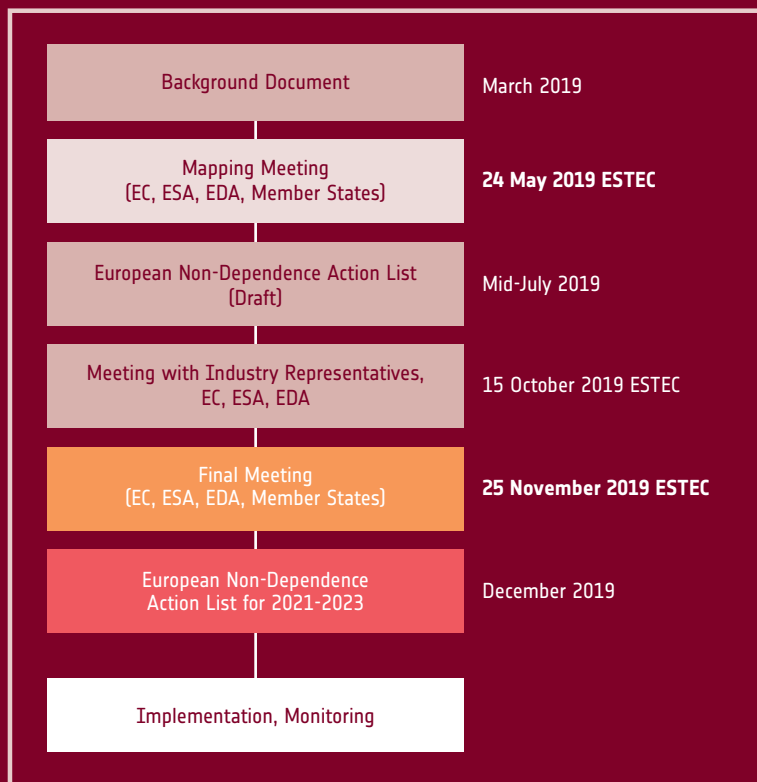 Background Document
March 2019
Mapping Meeting
(EC, ESA, EDA, Member States)
24 May 2019 ESTEC
European Non-Dependence Action List
(Draft)
Mid-July 2019
Meeting with Industry Representatives,
EC, ESA, EDA
15 October 2019 ESTEC
Final Meeting
(EC, ESA, EDA, Member States)
25 November 2019 ESTEC
European Non-Dependence
Action List for 2021-2023
December 2019
Implementation, Monitoring